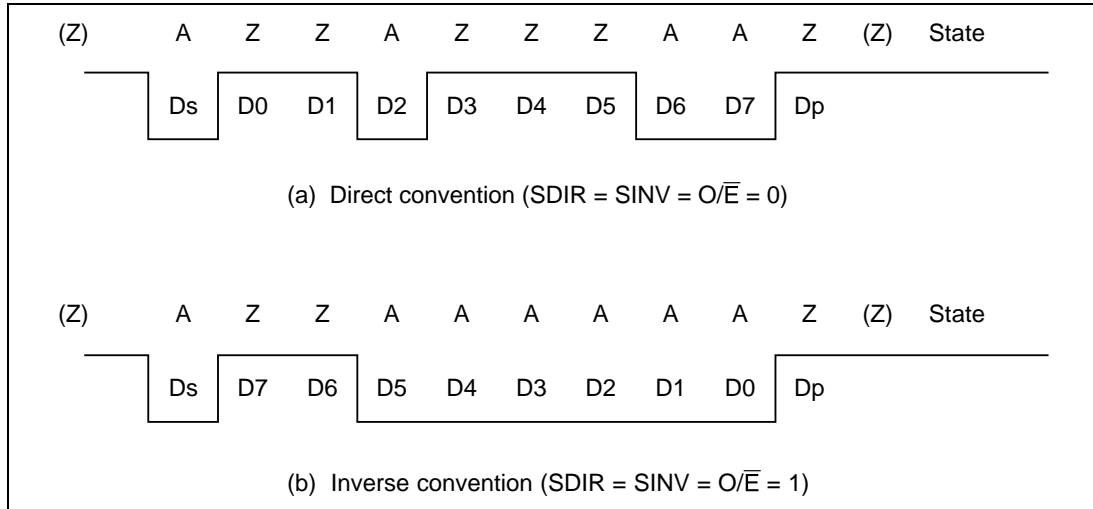 (Z) A Z Z A Z Z Z A A Z (Z) State
Ds D0 D1 D2 D3 D4 D5 D6 D7 Dp
(a) Direct convention (SDIR = SINV = O/E̅ = 0)
(Z) A Z Z A A A A A A Z (Z) State
Ds D7 D6 D5 D4 D3 D2 D1 D0 Dp
(b) Inverse convention (SDIR = SINV = O/E̅ = 1)